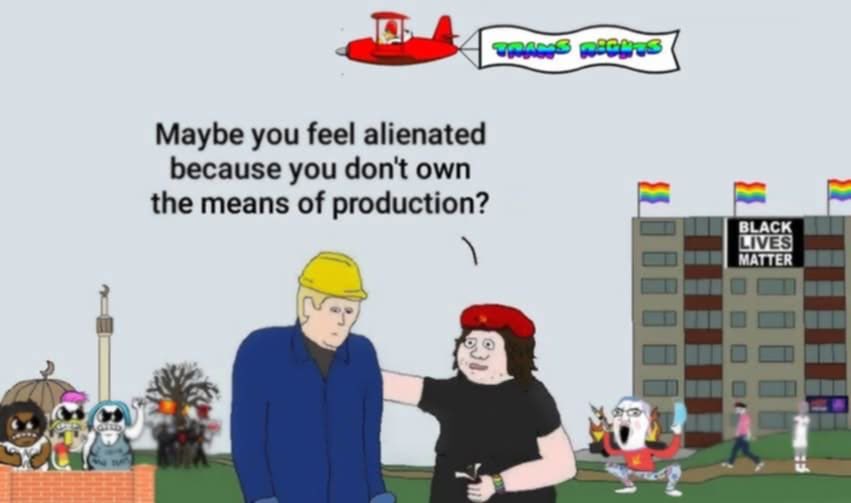 TRANS RIGHTS
Maybe you feel alienated
because you don't own
the means of production?
BLACK
LIVES
MATTER